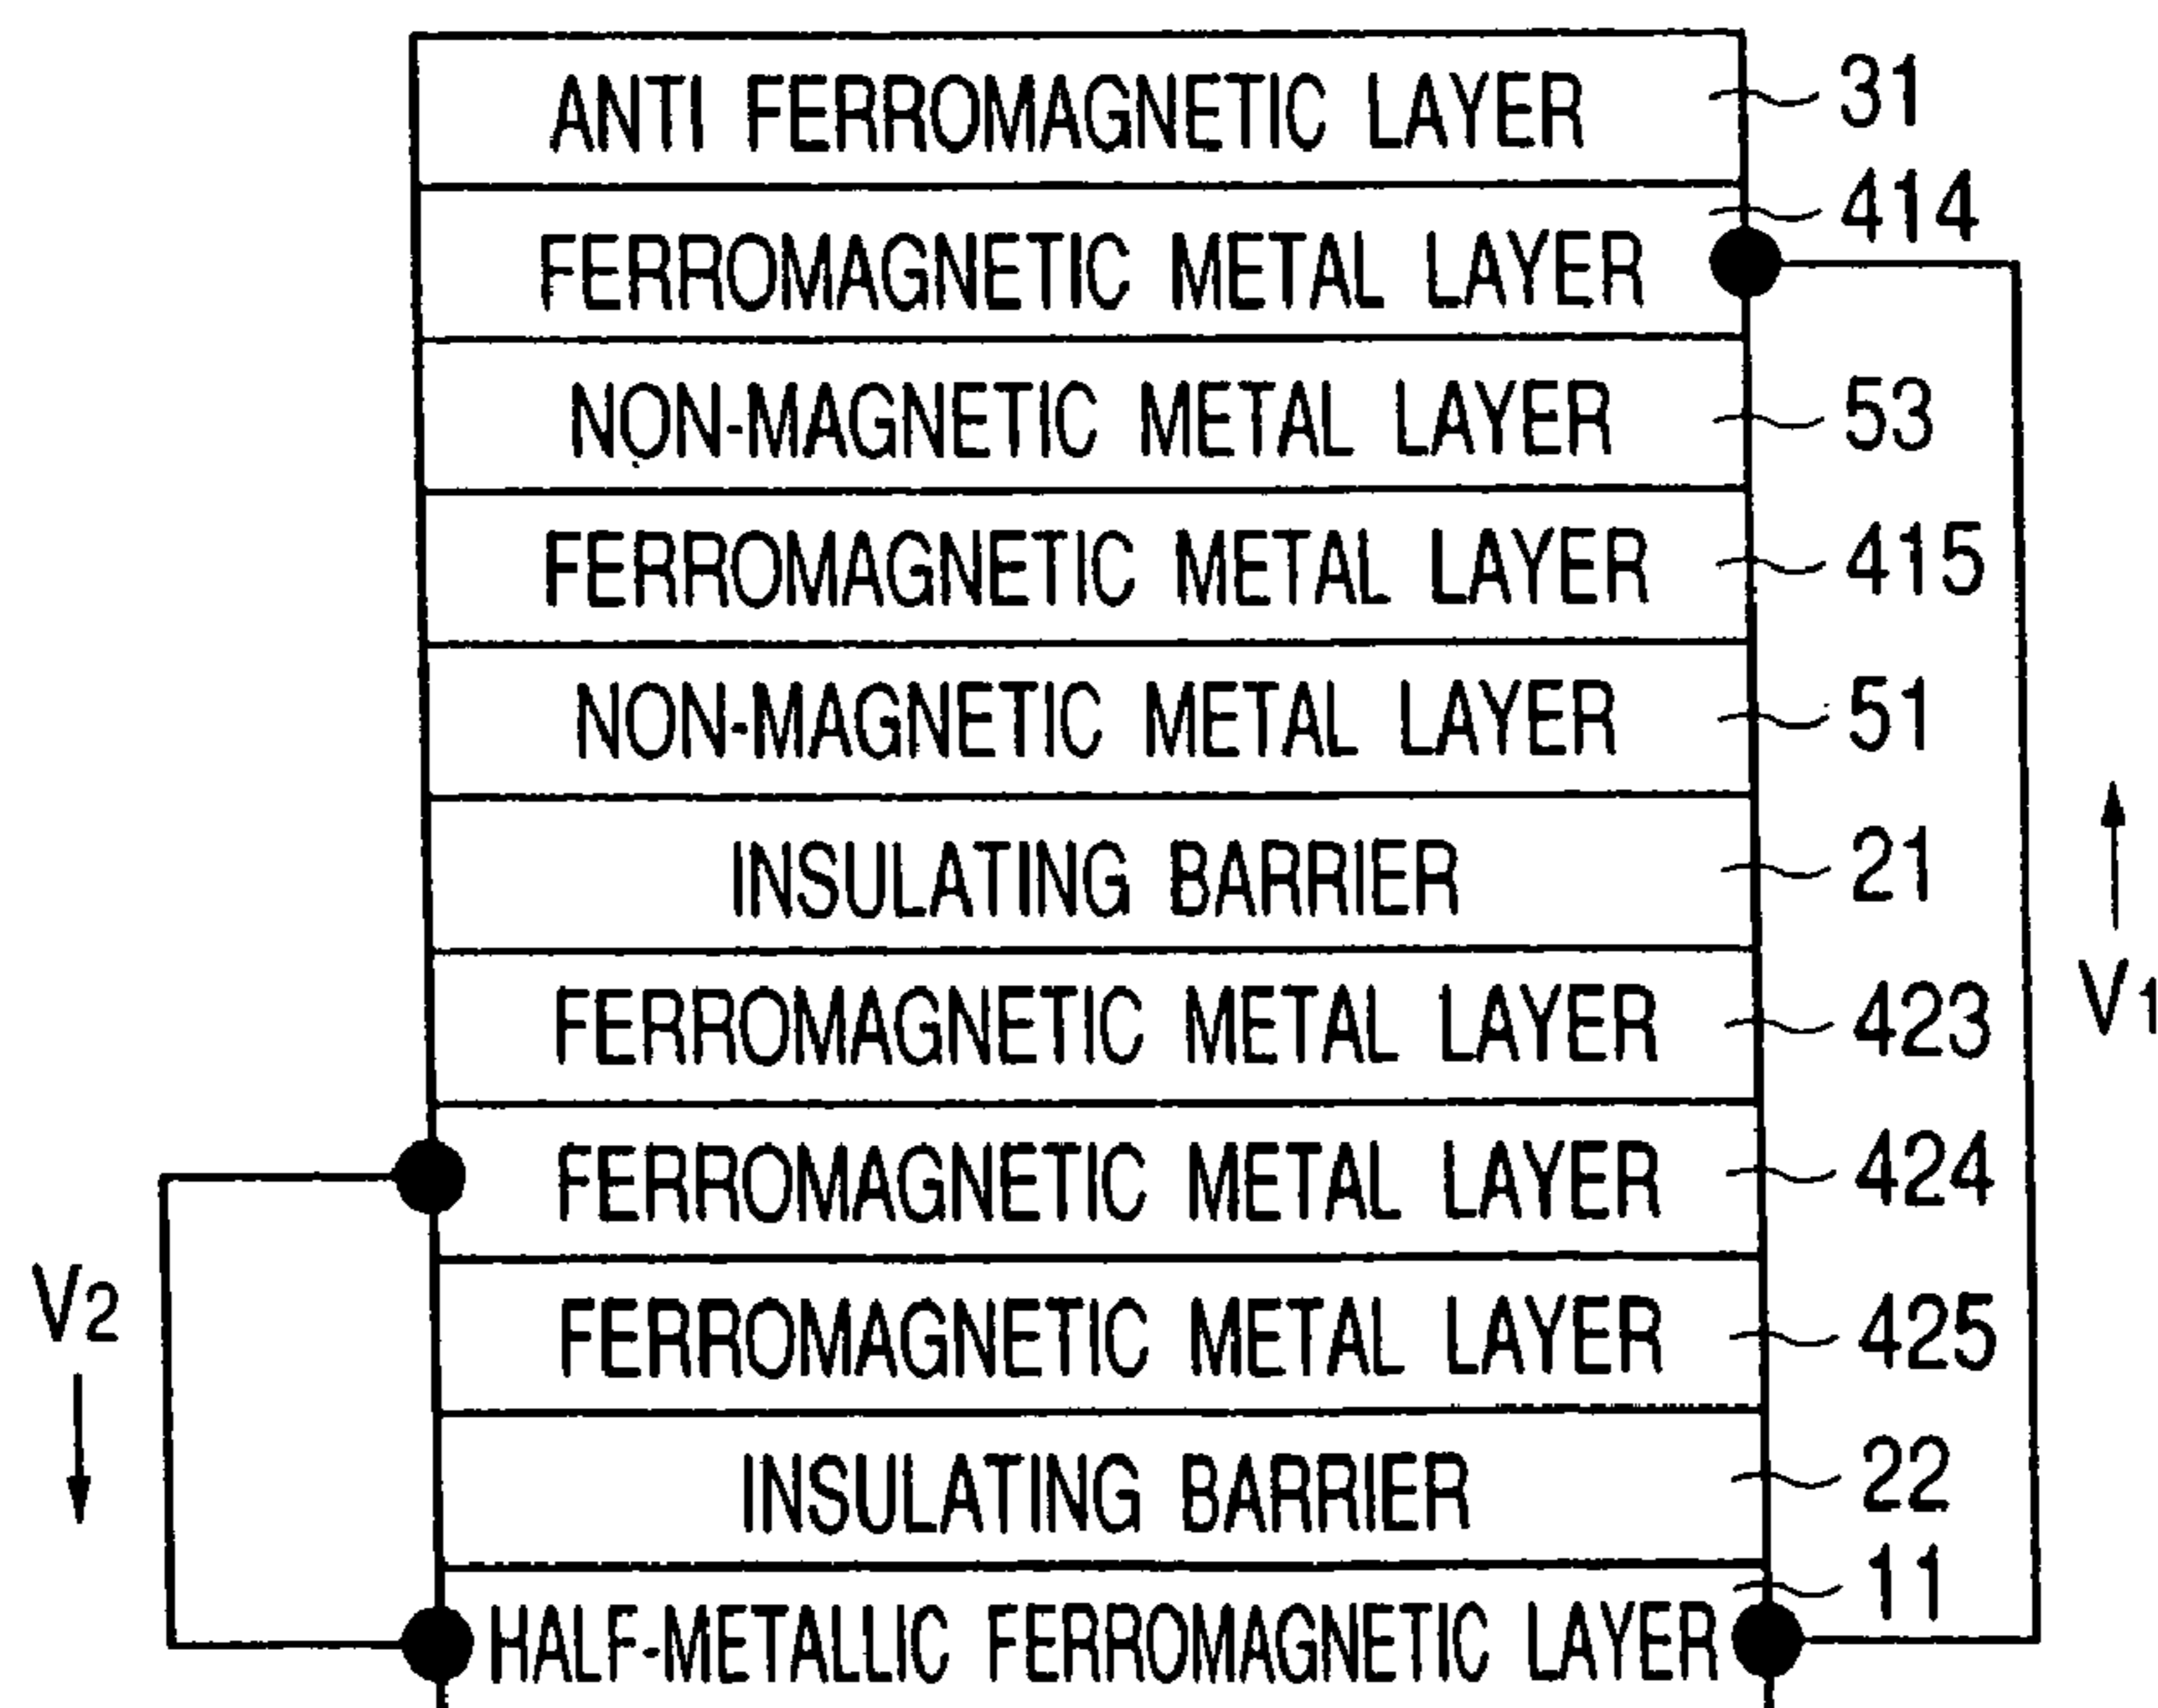 ANTI FERROMAGNETIC LAYER 31
414
FERROMAGNETIC METAL LAYER
NON-MAGNETIC METAL LAYER 53
FERROMAGNETIC METAL LAYER 415
NON-MAGNETIC METAL LAYER 51
INSULATING BARRIER 21
FERROMAGNETIC METAL LAYER 423
V1
FERROMAGNETIC METAL LAYER 424
V2
FERROMAGNETIC METAL LAYER 425
INSULATING BARRIER 22
11
HALF-METALLIC FERROMAGNETIC LAYER